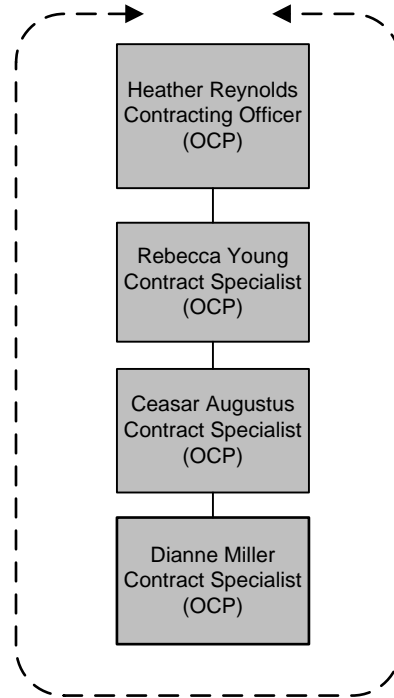 Heather Reynolds
Contracting Officer
(OCP)
Rebecca Young
Contract Specialist
(OCP)
Ceasar Augustus
Contract Specialist
(OCP)
Dianne Miller
Contract Specialist
(OCP)